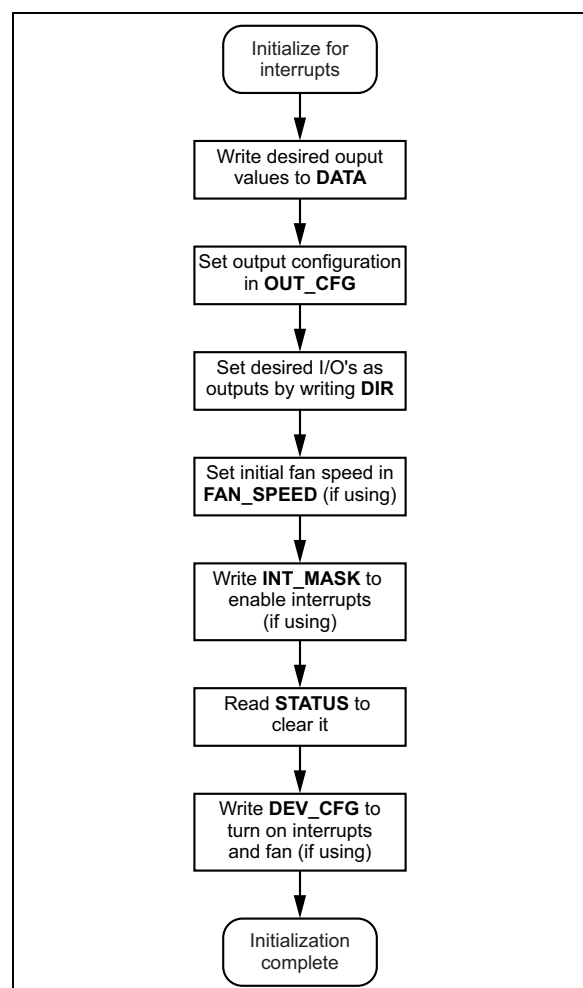 Initialize for
interrupts
Write desired ouput
values to DATA
Set output configuration
in OUT_CFG
Set desired I/O's as
outputs by writing DIR
Set initial fan speed in
FAN_SPEED (if using)
Write INT_MASK to
enable interrupts
(if using)
Read STATUS to
clear it
Write DEV_CFG to
turn on interrupts
and fan (if using)
Initialization
complete